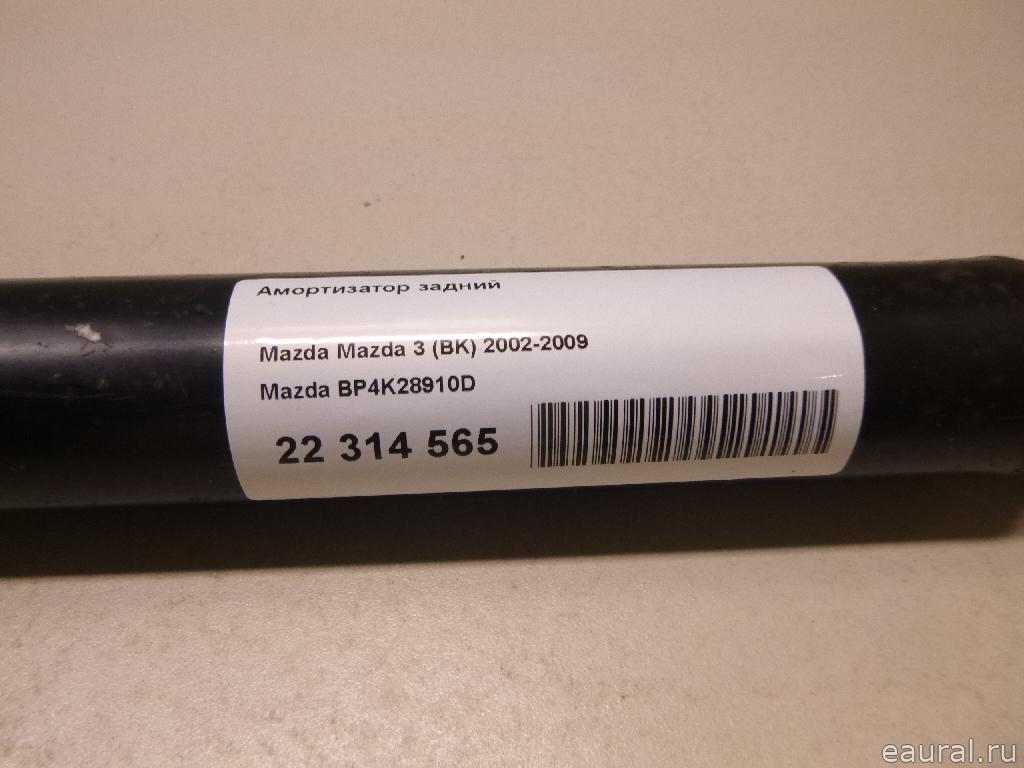 Амортизатор задний
Mazda Mazda 3 (BK) 2002-2009
Mazda BP4K28910D
22 314 565
eaural.ru